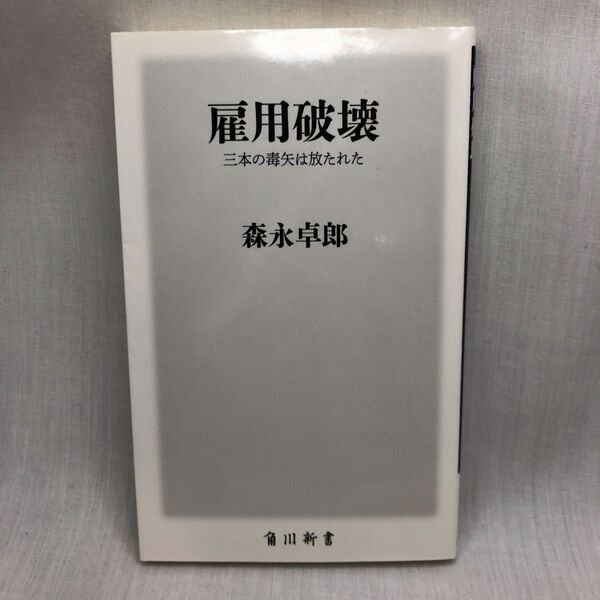 雇用破壊
三本の毒矢は放たれた
森永卓郎
角川新書